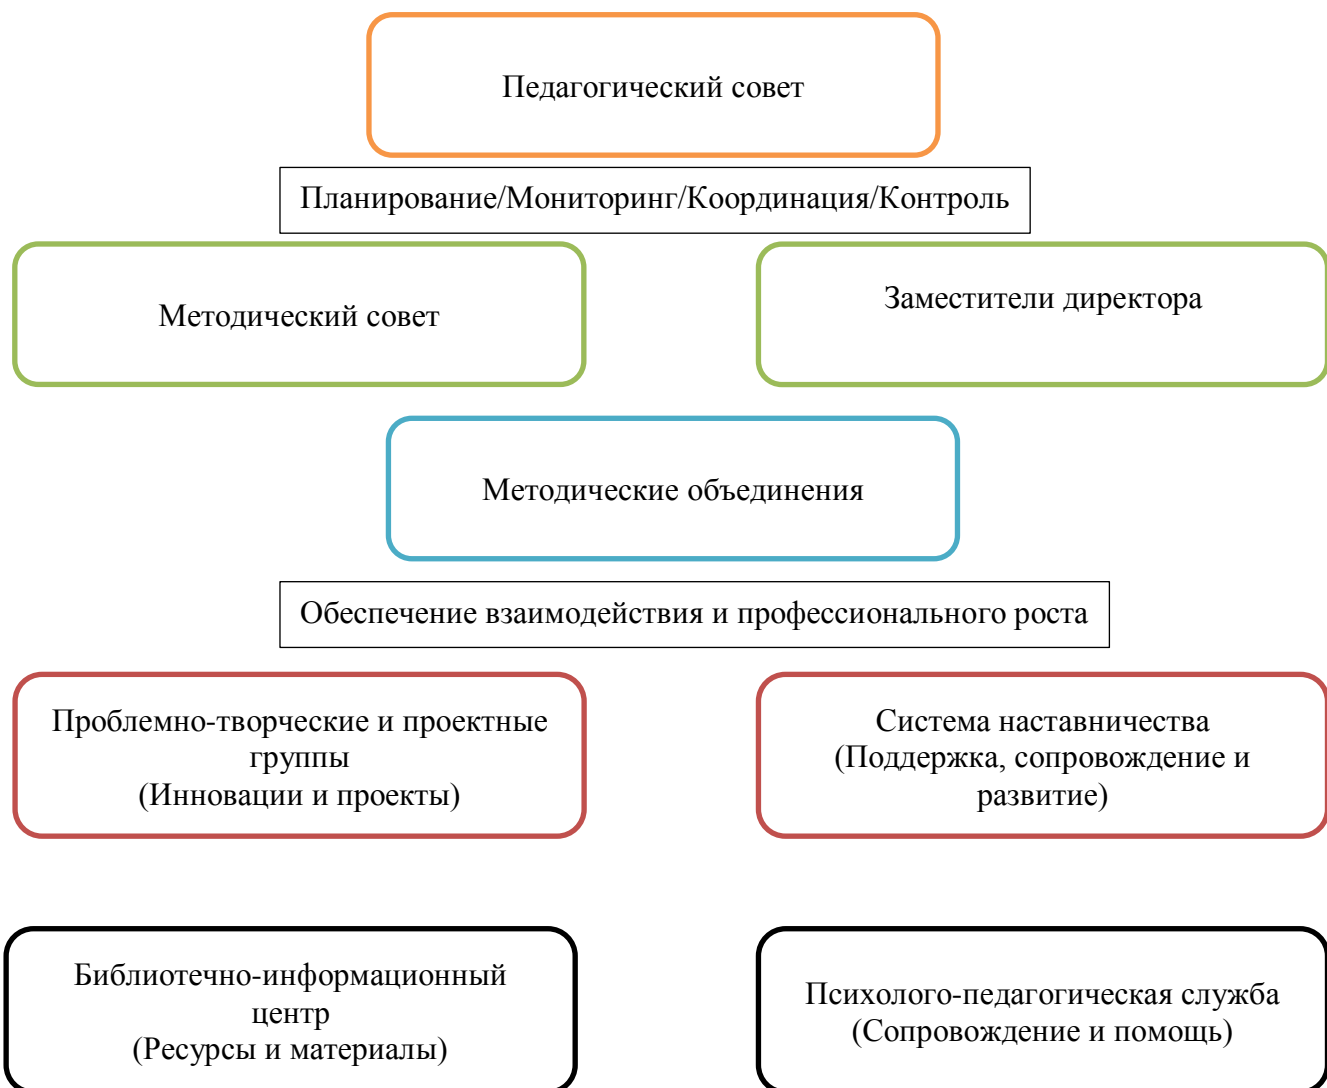 Педагогический совет
Планирование/Мониторинг/Координация/Контроль
Методический совет
Заместители директора
Методические объединения
Обеспечение взаимодействия и профессионального роста
Проблемно-творческие и проектные
группы
(Инновации и проекты)
Система наставничества
(Поддержка, сопровождение и
развитие)
Библиотечно-информационный
центр
(Ресурсы и материалы)
Психолого-педагогическая служба
(Сопровождение и помощь)